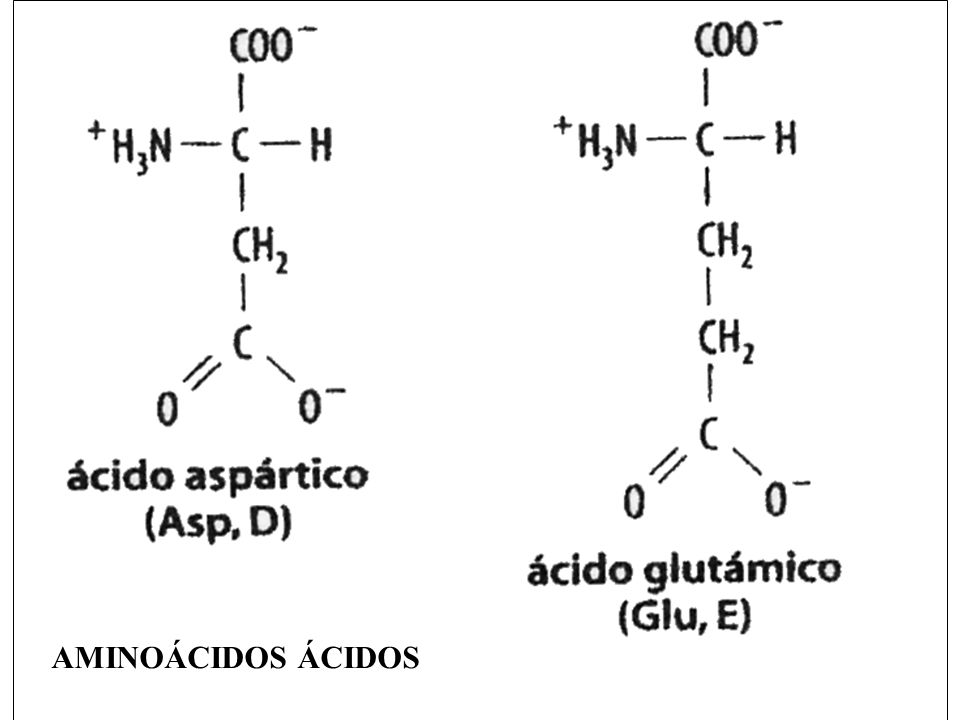 COO⁻
⁺H₃N—C—H
CH₂
C
O O⁻
ácido aspártico
(Asp, D)
COO⁻
⁺H₃N—C—H
CH₂
CH₂
C
O O⁻
ácido glutámico
(Glu, E)
AMINOÁCIDOS ÁCIDOS